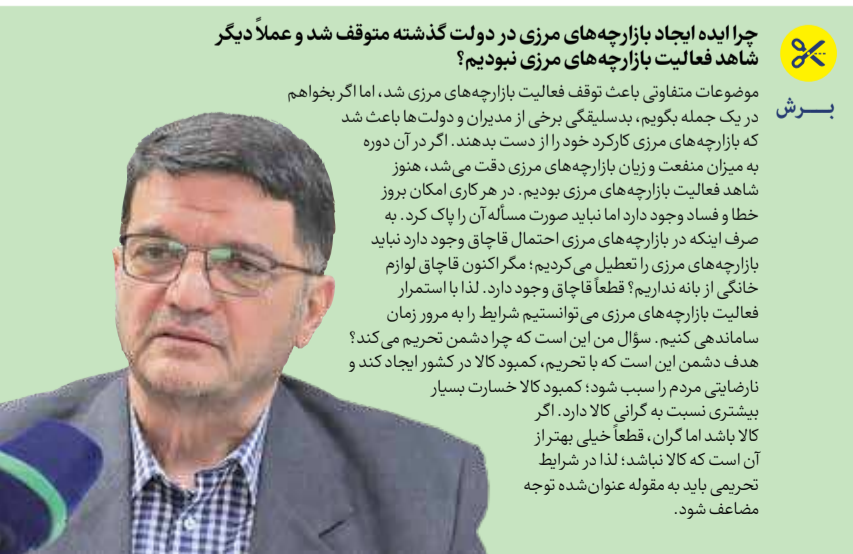 چرا ایده ایجاد بازارچه‌های مرزی در دولت گذشته متوقف شد و عملاً دیگر
شاهد فعالیت بازارچه‌های مرزی نبودیم؟
بــــرش
موضوعات متفاوتی باعث توقف فعالیت بازارچه‌های مرزی شد، اما اگر بخواهم
در یک جمله بگویم، بدسلیقگی برخی از مدیران و دولت‌ها باعث شد
که بازارچه‌های مرزی کارکرد خود را از دست بدهند. اگر در آن دوره
به میزان منفعت و زیان بازارچه‌های مرزی دقت می‌شد، هنوز
شاهد فعالیت بازارچه‌های مرزی بودیم. در هر کاری امکان بروز
خطا و فساد وجود دارد اما نباید صورت مسأله آن را پاک کرد. به
صرف اینکه در بازارچه‌های مرزی احتمال قاچاق وجود دارد نباید
بازارچه‌های مرزی را تعطیل می‌کردیم؛ مگر اکنون قاچاق لوازم
خانگی از بانه نداریم؟ قطعاً قاچاق وجود دارد. لذا با استمرار
فعالیت بازارچه‌های مرزی می‌توانستیم شرایط را به مرور زمان
ساماندهی کنیم. سؤال من این است که چرا دشمن تحریم می‌کند؟
هدف دشمن این است که با تحریم، کمبود کالا در کشور ایجاد کند و
نارضایتی مردم را سبب شود؛ کمبود کالا خسارت بسیار
بیشتری نسبت به گرانی کالا دارد. اگر
کالا باشد اما گران، قطعاً خیلی بهتر از
آن است که کالا نباشد؛ لذا در شرایط
تحریمی باید به مقوله عنوان‌شده توجه
مضاعف شود.